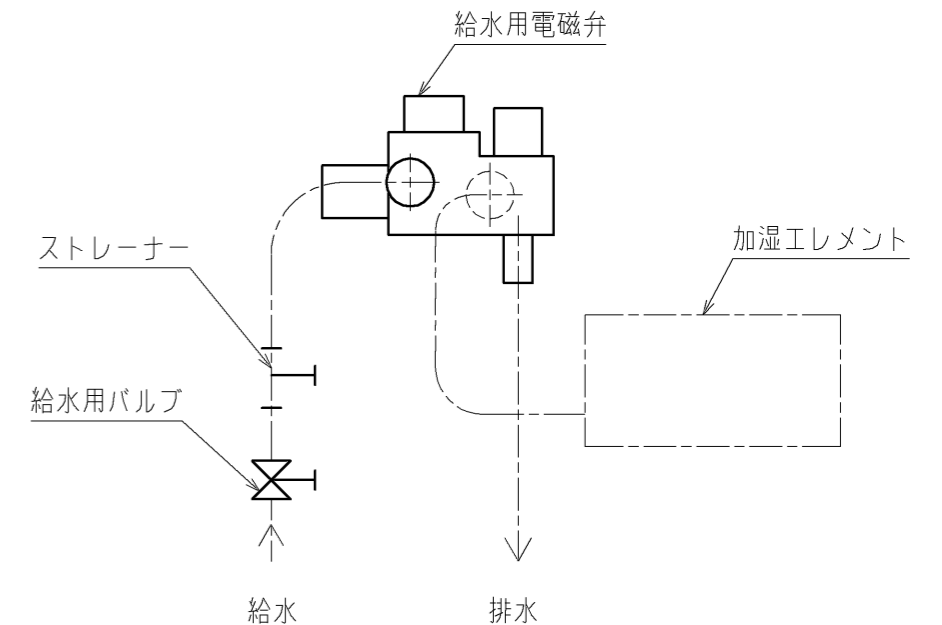 給水用電磁弁
ストレーナー
加湿エレメント
給水用バルブ
給水
排水